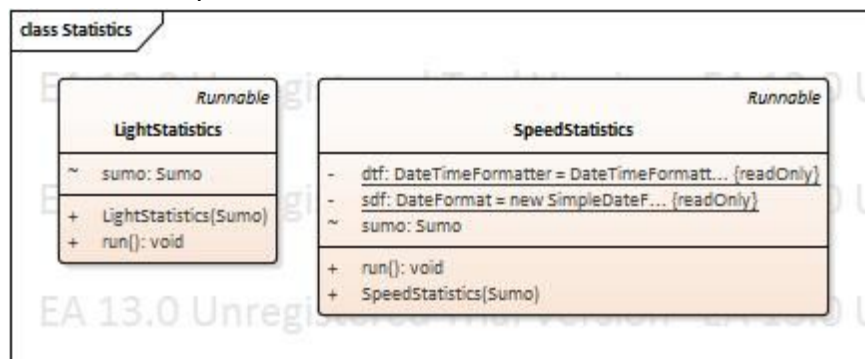 class Statistics
Runnable
LightStatistics
~ sumo: Sumo
+ LightStatistics(Sumo)
+ run(): void
Runnable
SpeedStatistics
- dtf: DateTimeFormatter = DateTimeFormatt... {readOnly}
- sdf: DateFormat = new SimpleDateF... {readOnly}
~ sumo: Sumo
+ run(): void
+ SpeedStatistics(Sumo)
EA 13.0 Unregistered Trial Version EA 13.0 U